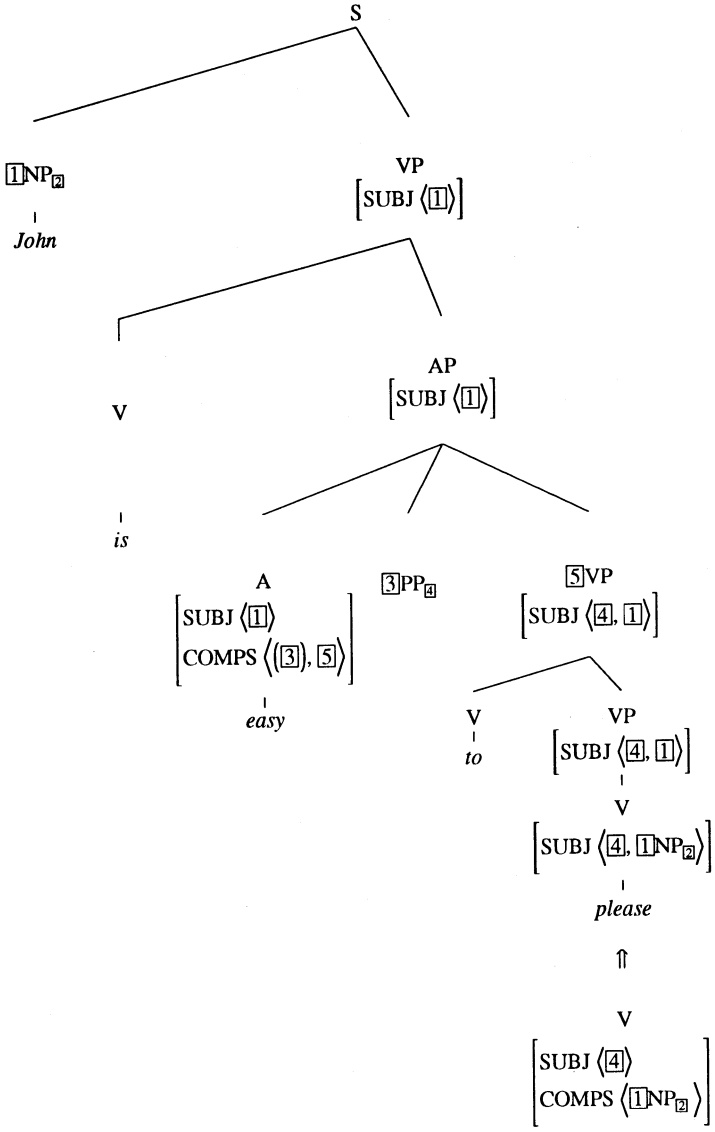 S
1NP2
John
VP
[SUBJ ⟨1⟩]
V
is
AP
[SUBJ ⟨1⟩]
A
[SUBJ ⟨1⟩
COMPS ⟨(3), 5⟩]
easy
3PP4
5VP
[SUBJ ⟨4, 1⟩]
V
to
VP
[SUBJ ⟨4, 1⟩]
V
[SUBJ ⟨4, 1NP2⟩]
please
⇑
V
[SUBJ ⟨4⟩
COMPS ⟨1NP2⟩]